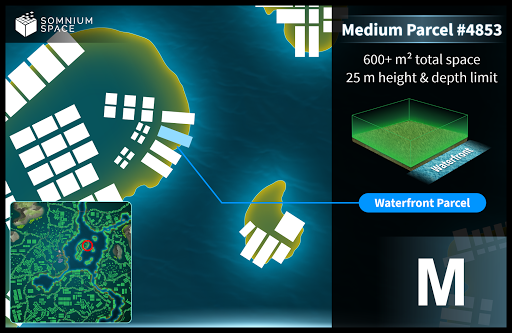 SOMNIUM
SPACE
Medium Parcel #4853
600+ m² total space
25 m height & depth limit
Waterfront
Waterfront Parcel
M